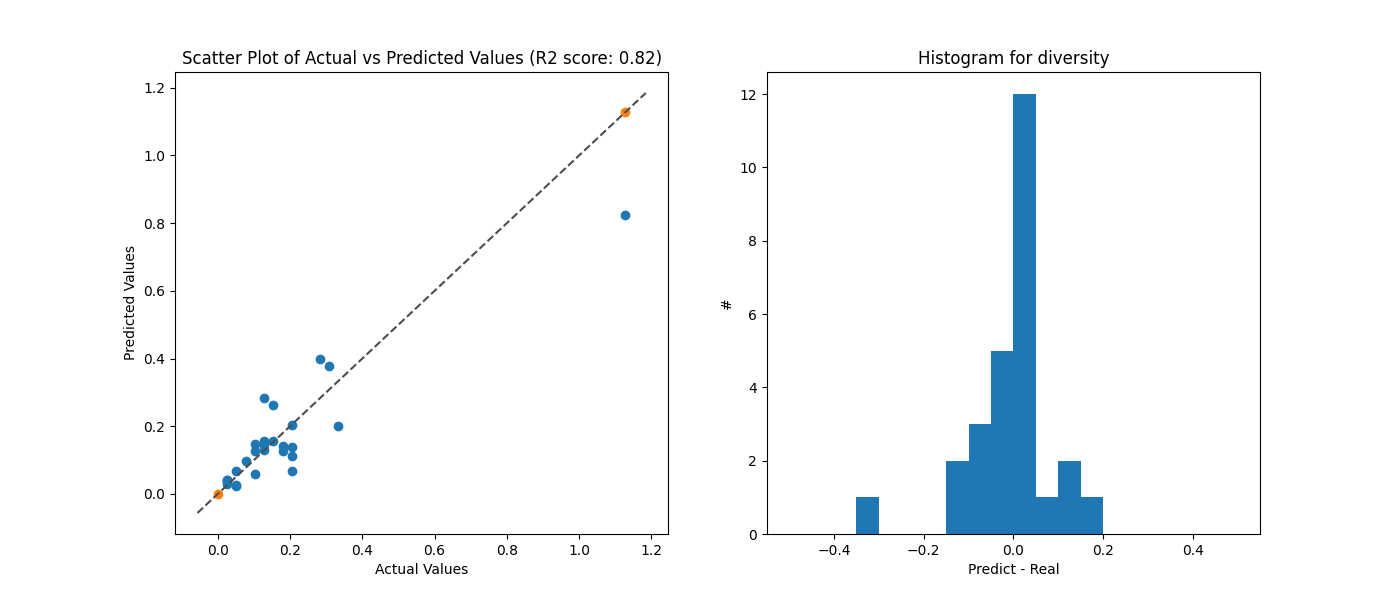 Scatter Plot of Actual vs Predicted Values (R2 score: 0.82)
1.2
1.0
0.8
0.6
0.4
0.2
0.0
Predicted Values
0.0 0.2 0.4 0.6 0.8 1.0 1.2
Actual Values
Histogram for diversity
12
10
8
6
4
2
0
#
−0.4 −0.2 0.0 0.2 0.4
Predict - Real